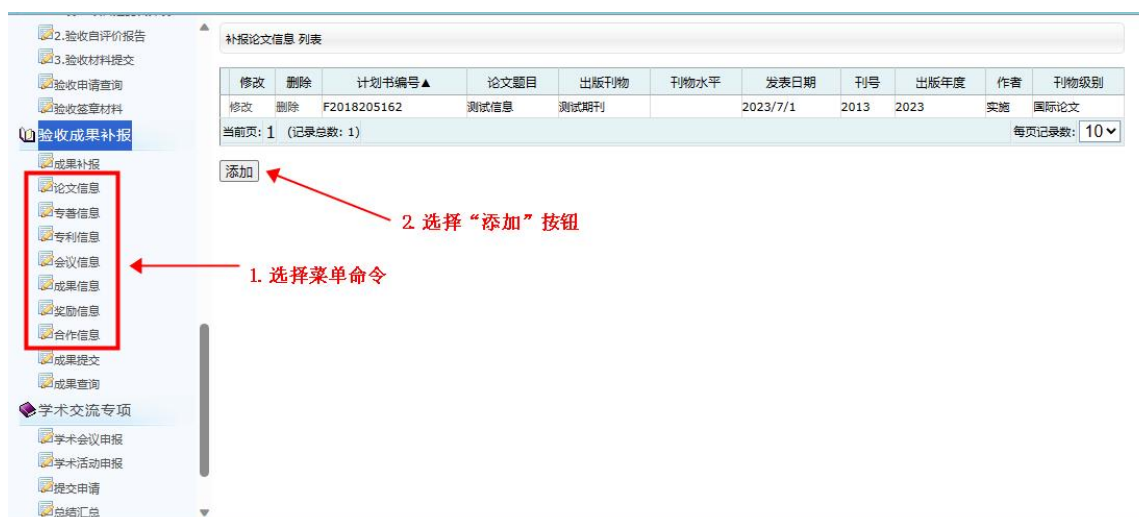 2.验收自评价报告
3.验收材料提交
验收申请查询
验收签章材料
验收成果补报
成果补报
论文信息
专著信息
专利信息
会议信息
成果信息
奖励信息
合作信息
成果提交
成果查询
学术交流专项
学术会议申报
学术活动申报
提交申请
总结汇总
补报论文信息 列表
修改 删除 计划书编号▲ 论文题目 出版刊物 刊物水平 发表日期 刊号 出版年度 作者 刊物级别
修改 删除 F2018205162 测试信息 测试期刊 2023/7/1 2013 2023 实施 国际论文
当前页: 1 (记录总数: 1) 每页记录数: 10
添加
2. 选择“添加”按钮
1. 选择菜单命令